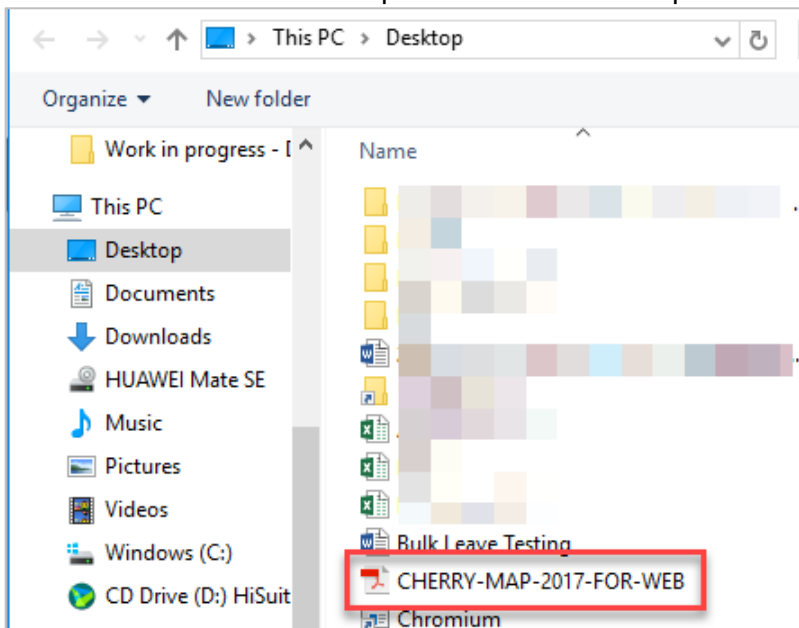 This PC > Desktop
Organize New folder
Work in progress -
Name
This PC
Desktop
Documents
Downloads
HUAWEI Mate SE
Music
Pictures
Videos
Windows (C:)
CD Drive (D:) HiSuit
Bulk Leave Testing
CHERRY-MAP-2017-FOR-WEB
Chromium